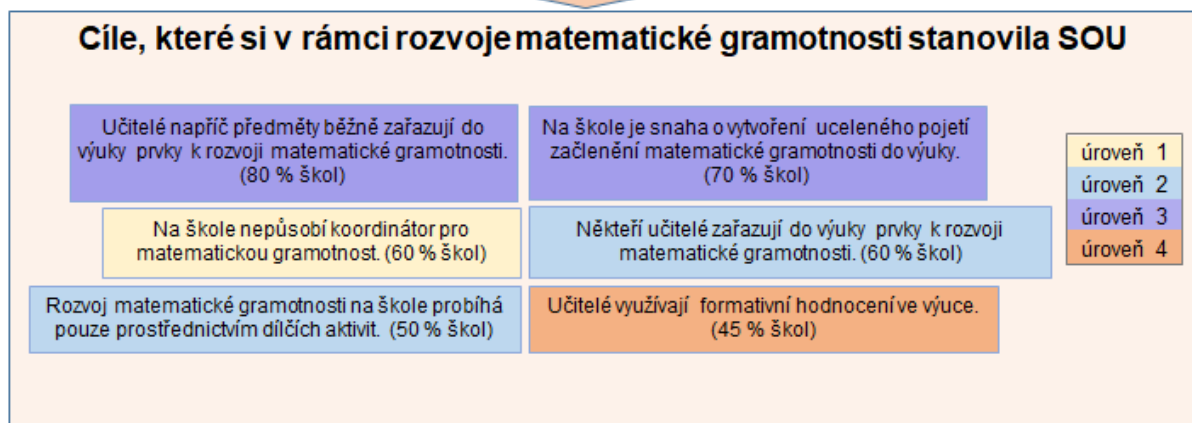 Cíle, které si v rámci rozvoje matematické gramotnosti stanovila SOU
Učitelé napříč předměty běžně zařazují do
výuky prvky k rozvoji matematické gramotnosti.
(80 % škol)
Na škole je snaha o vytvoření uceleného pojetí
začlenění matematické gramotnosti do výuky.
(70 % škol)
Na škole nepůsobí koordinátor pro
matematickou gramotnost. (60 % škol)
Někteří učitelé zařazují do výuky prvky k rozvoji
matematické gramotnosti. (60 % škol)
Rozvoj matematické gramotnosti na škole probíhá
pouze prostřednictvím dílčích aktivit. (50 % škol)
Učitelé využívají formativní hodnocení ve výuce.
(45 % škol)
úroveň 1
úroveň 2
úroveň 3
úroveň 4